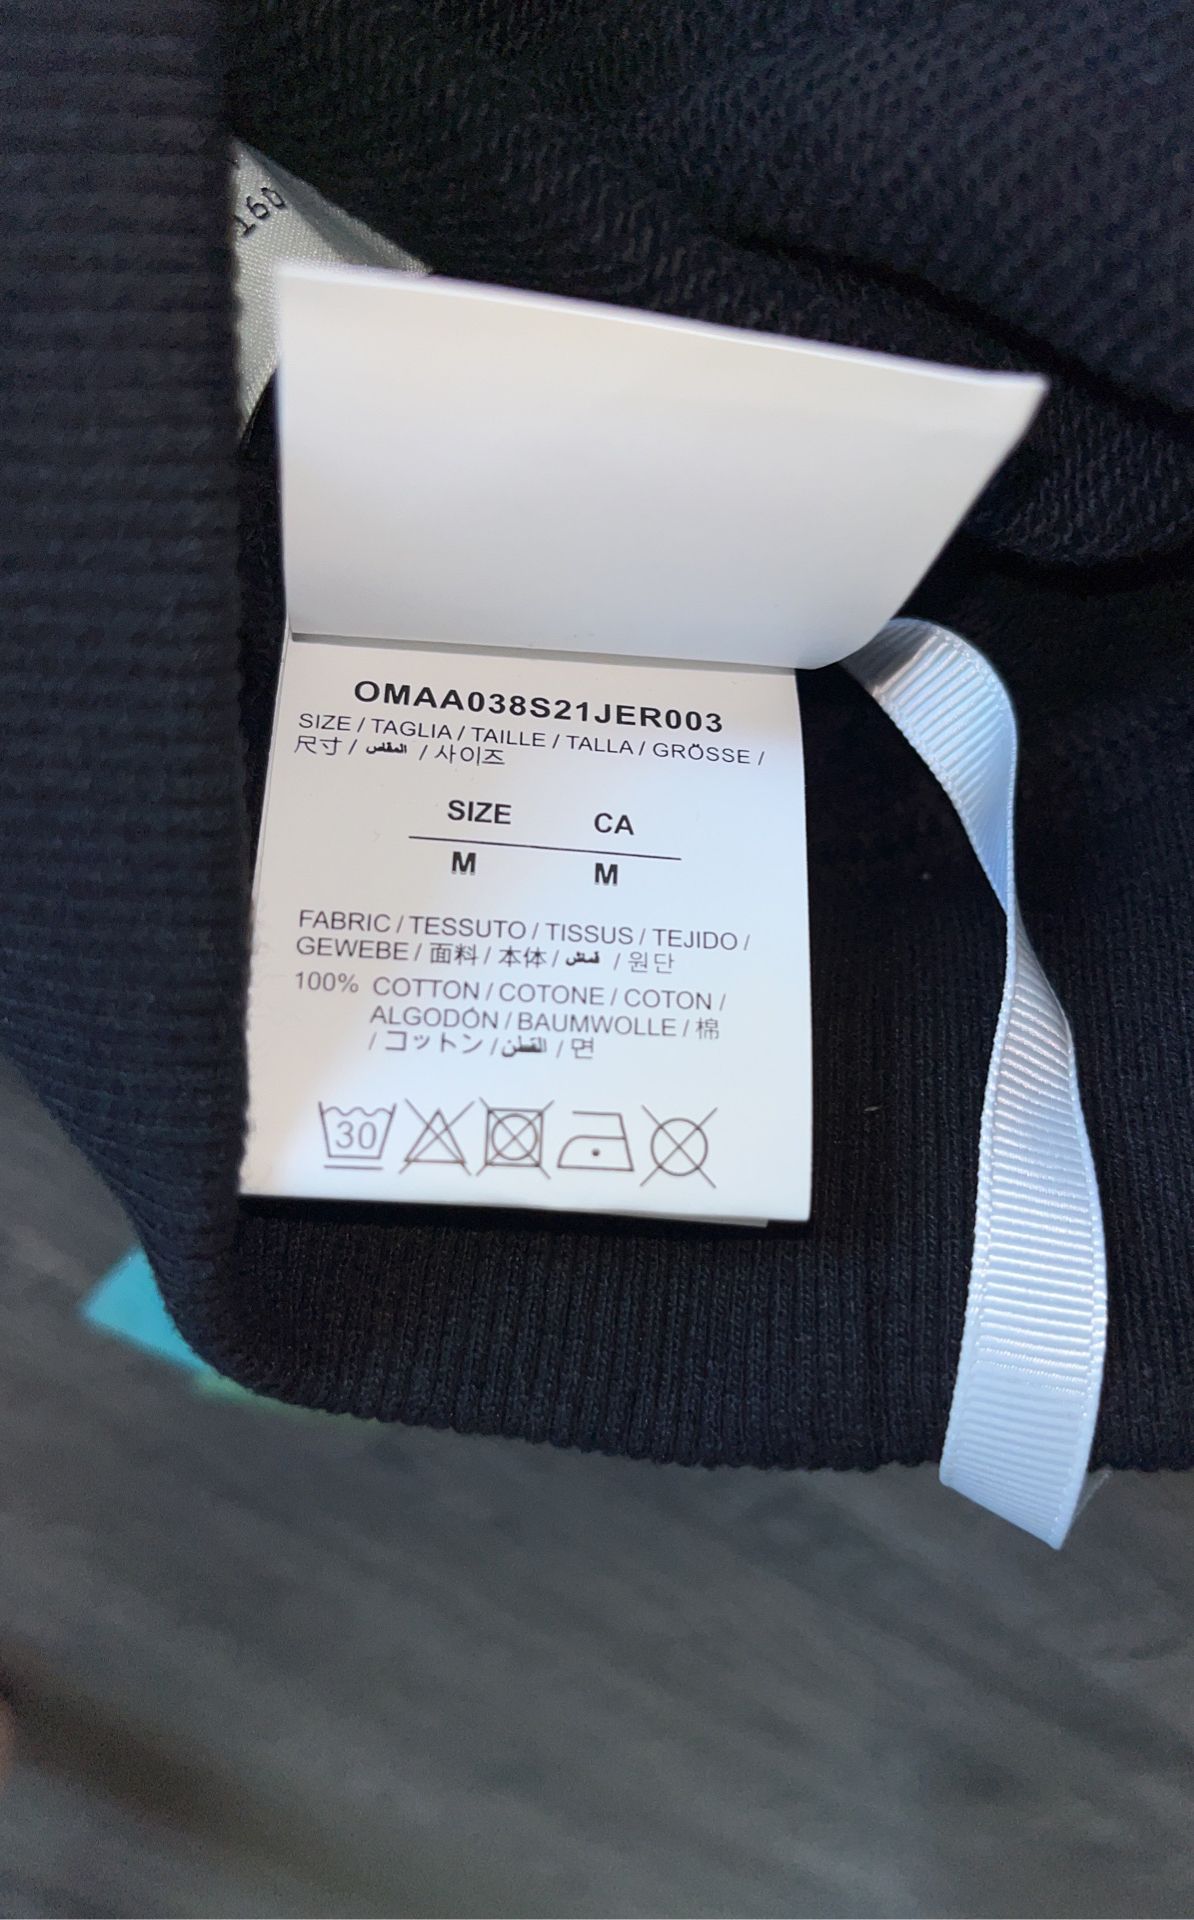 160
OMAA038S21JER003
SIZE / TAGLIA / TAILLE / TALLA / GRÖSSE /
尺寸 / المقاس / 사이즈
SIZE CA
M M
FABRIC / TESSUTO / TISSUS / TEJIDO /
GEWEBE / 面料 / 本体 / قماش / 원단
100% COTTON / COTONE / COTON /
ALGODÓN / BAUMWOLLE / 棉
/ コットン / القطن / 면
30